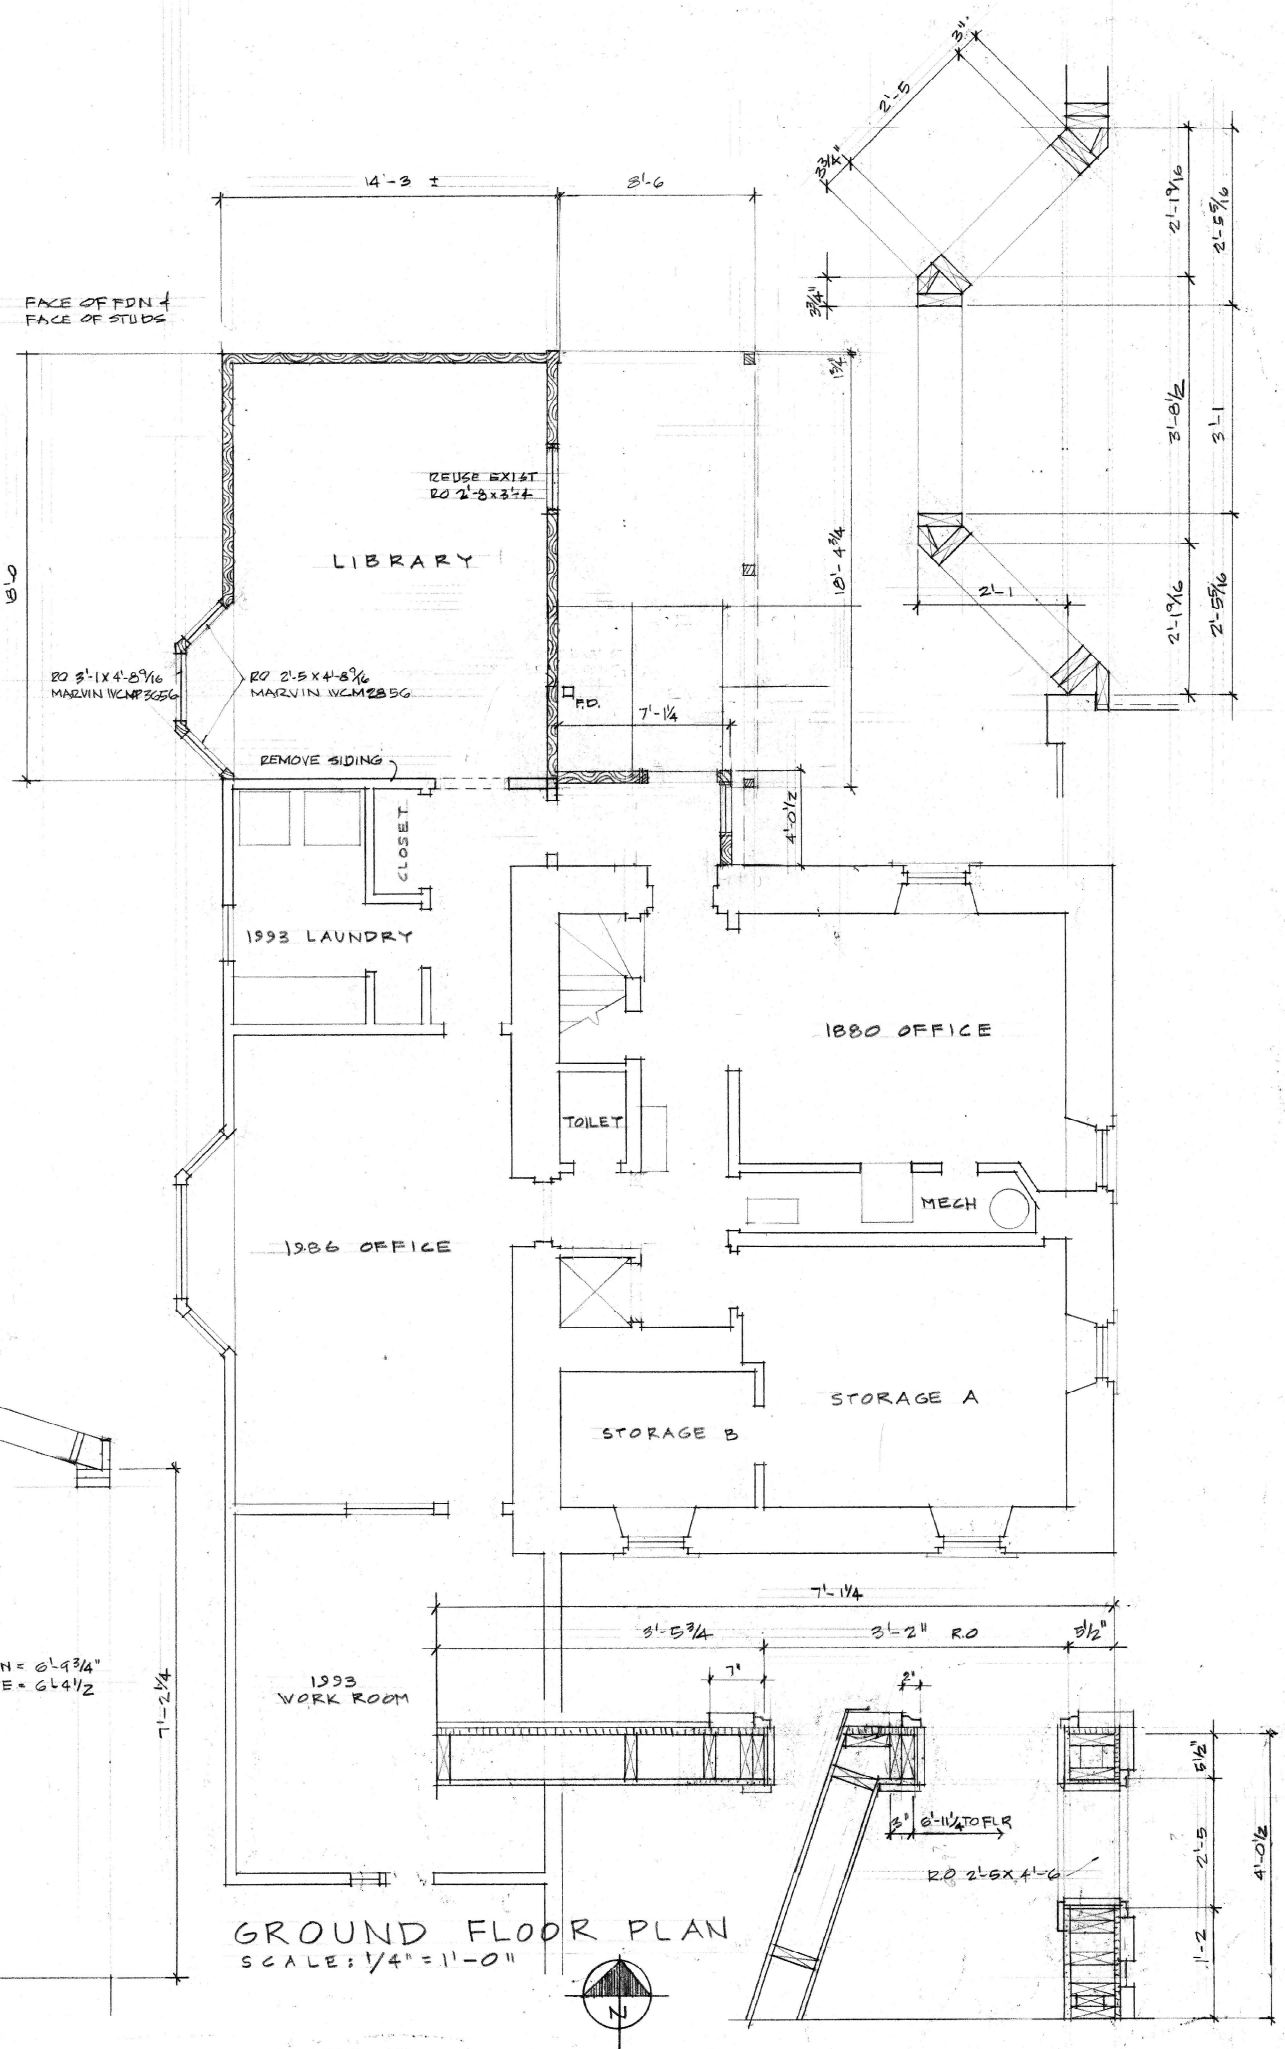 3"
2'-5
3 3/4"
14'-3 ±
8'-6
2'-1 9/16
2'-5 5/16
3 3/4"
FACE OF FDN &
FACE OF STUDS
1 3/4
3'-8 1/2
3'-1
REUSE EXIST
RO 2'-8 x 3'-4
LIBRARY
18'-0
18'-4 3/4
2'-1
2'-1 9/16
2'-5 5/16
RO 3'-1 X 4'-8 9/16
MARVIN WCMP3656
RO 2'-5 X 4'-8 9/16
MARVIN WCM2856
F.D.
7'-1 1/4
REMOVE SIDING
4'-0 1/2
CLOSET
1993 LAUNDRY
1880 OFFICE
TOILET
MECH
1986 OFFICE
STORAGE A
STORAGE B
7'-1 1/4
3'-5 3/4
3'-2" R.O
5 1/2"
N = 6'-9 3/4"
E = 6'-4 1/2
7'-2 1/4
1993
WORK ROOM
7"
2"
5 1/2"
3"
6'-11 1/4 TO FLR
2'-5
4'-0 1/2
R.O 2'-5 X 4'-6
1'-2
GROUND FLOOR PLAN
SCALE: 1/4" = 1'-0"
N